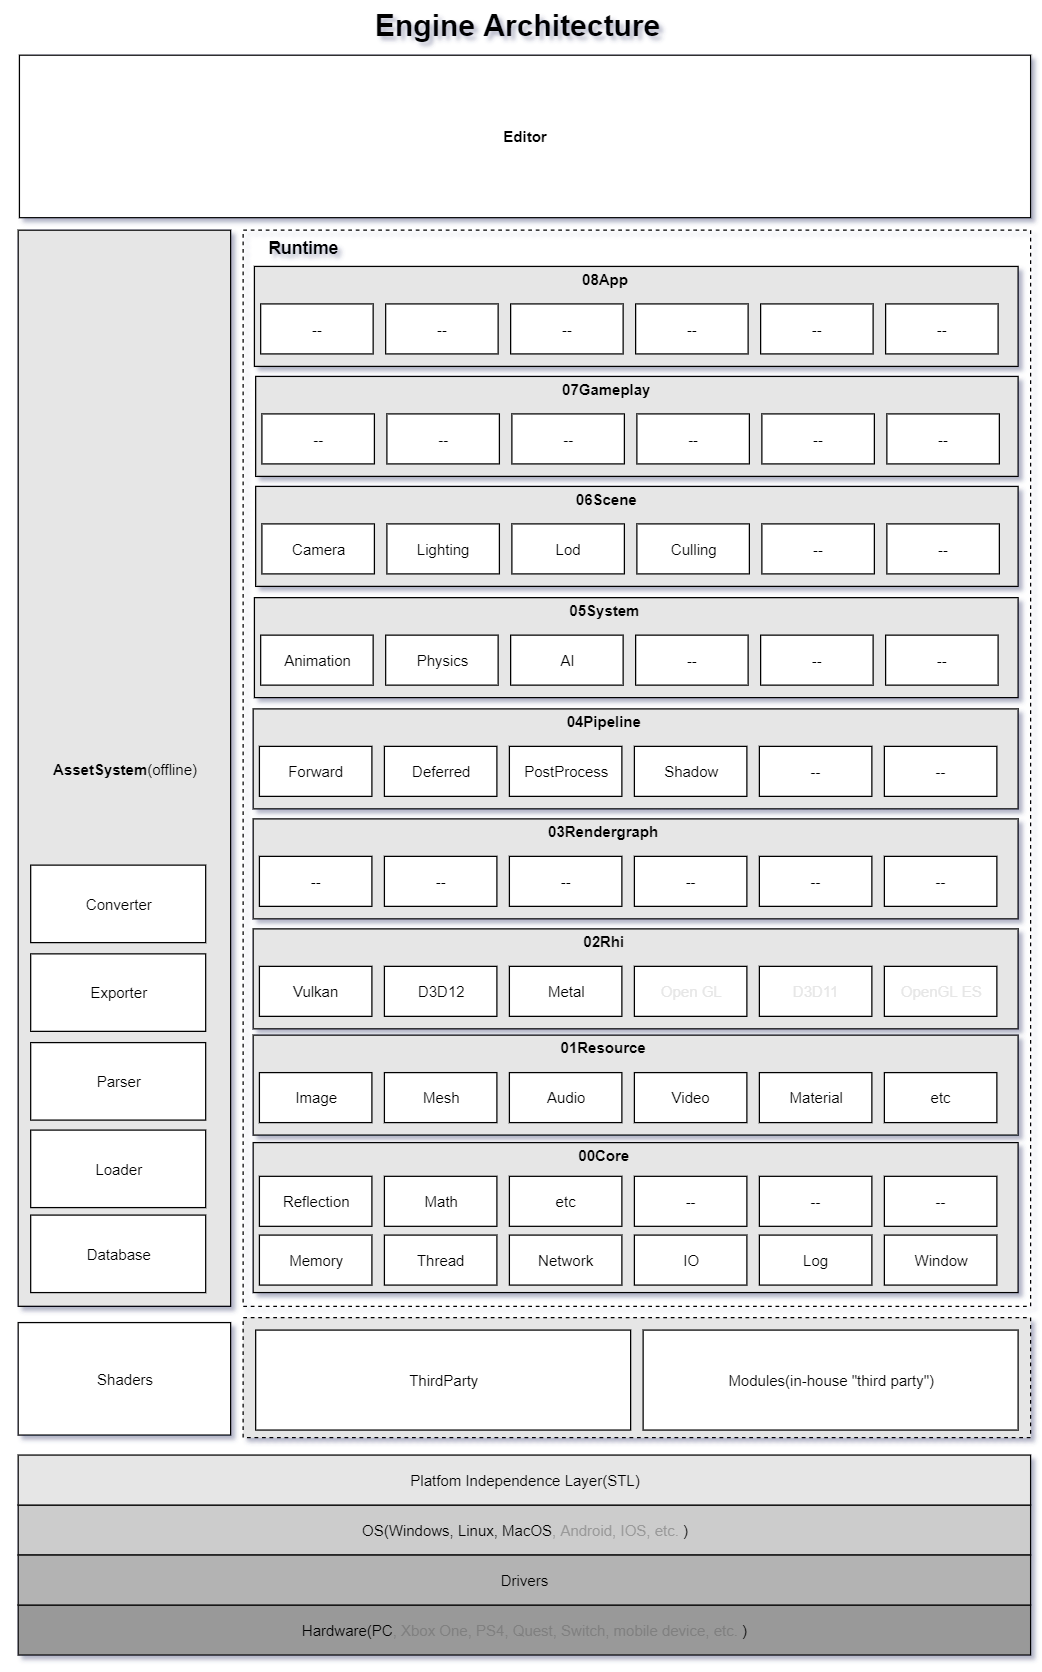 Engine Architecture
Editor
Runtime
08App
-- -- -- -- -- --
07Gameplay
-- -- -- -- -- --
06Scene
Camera Lighting Lod Culling -- --
05System
Animation Physics AI -- -- --
04Pipeline
Forward Deferred PostProcess Shadow -- --
03Rendergraph
-- -- -- -- -- --
02Rhi
Vulkan D3D12 Metal Open GL D3D11 OpenGL ES
01Resource
Image Mesh Audio Video Material etc
00Core
Reflection Math etc -- -- --
Memory Thread Network IO Log Window
AssetSystem(offline)
Converter
Exporter
Parser
Loader
Database
Shaders
ThirdParty
Modules(in-house "third party")
Platfom Independence Layer(STL)
OS(Windows, Linux, MacOS, Android, IOS, etc. )
Drivers
Hardware(PC, Xbox One, PS4, Quest, Switch, mobile device, etc. )